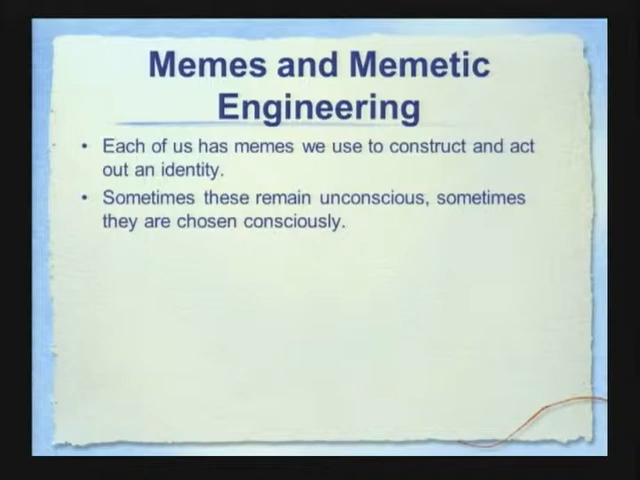 Memes and Memetic
Engineering
• Each of us has memes we use to construct and act
out an identity.
• Sometimes these remain unconscious, sometimes
they are chosen consciously.